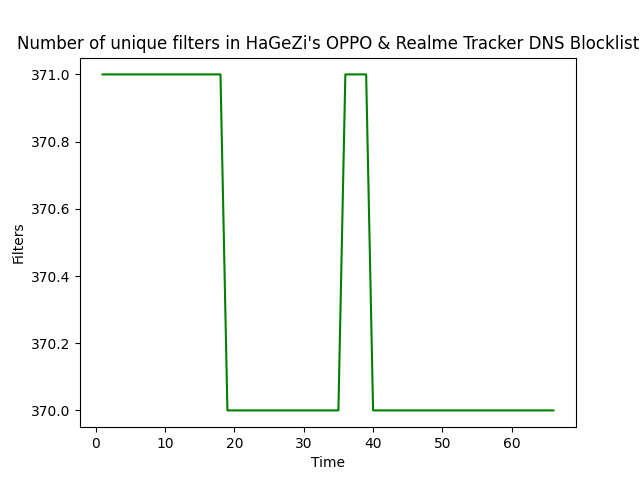 Number of unique filters in HaGeZi's OPPO & Realme Tracker DNS Blocklist
371.0
370.8
370.6
370.4
370.2
370.0
Filters
0 10 20 30 40 50 60
Time